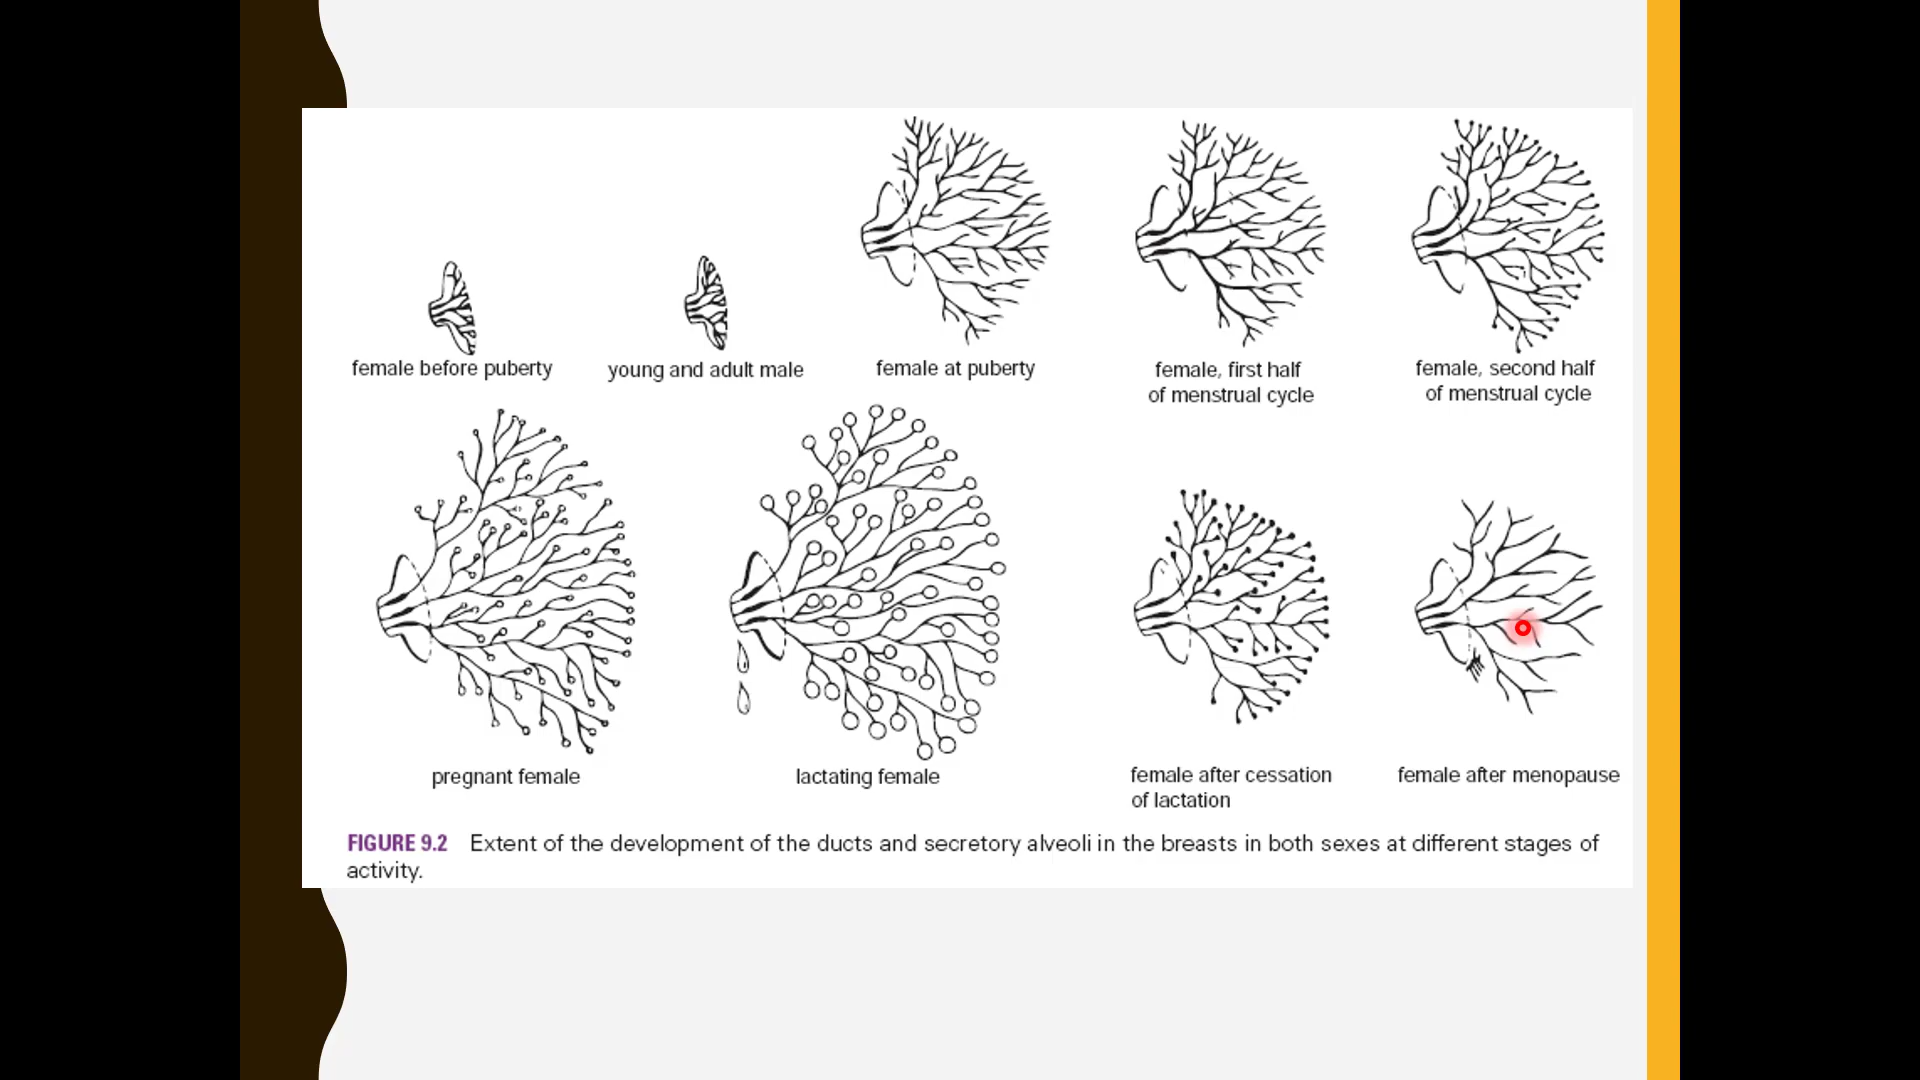 female before puberty
young and adult male
female at puberty
female, first half
of menstrual cycle
female, second half
of menstrual cycle
pregnant female
lactating female
female after cessation
of lactation
female after menopause
FIGURE 9.2 Extent of the development of the ducts and secretory alveoli in the breasts in both sexes at different stages of
activity.